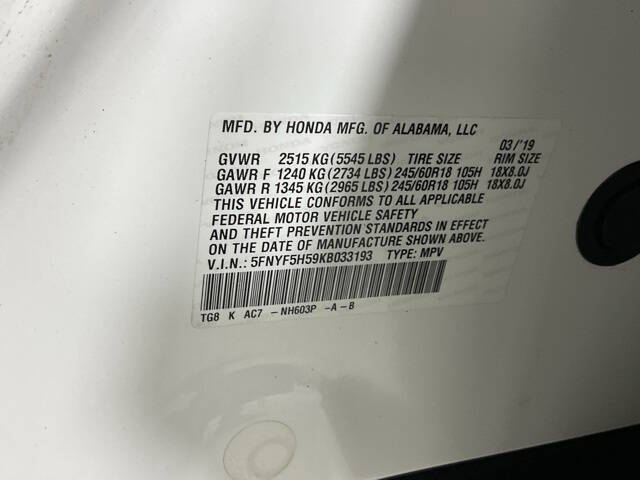 MFD. BY HONDA MFG. OF ALABAMA, LLC
03/'19
GVWR 2515 KG (5545 LBS) TIRE SIZE RIM SIZE
GAWR F 1240 KG (2734 LBS) 245/60R18 105H 18X8.0J
GAWR R 1345 KG (2965 LBS) 245/60R18 105H 18X8.0J
THIS VEHICLE CONFORMS TO ALL APPLICABLE
FEDERAL MOTOR VEHICLE SAFETY
AND THEFT PREVENTION STANDARDS IN EFFECT
ON THE DATE OF MANUFACTURE SHOWN ABOVE.
V.I.N.: 5FNYF5H59KB033193 TYPE: MPV
TG8 K AC7 -NH603P -A-B